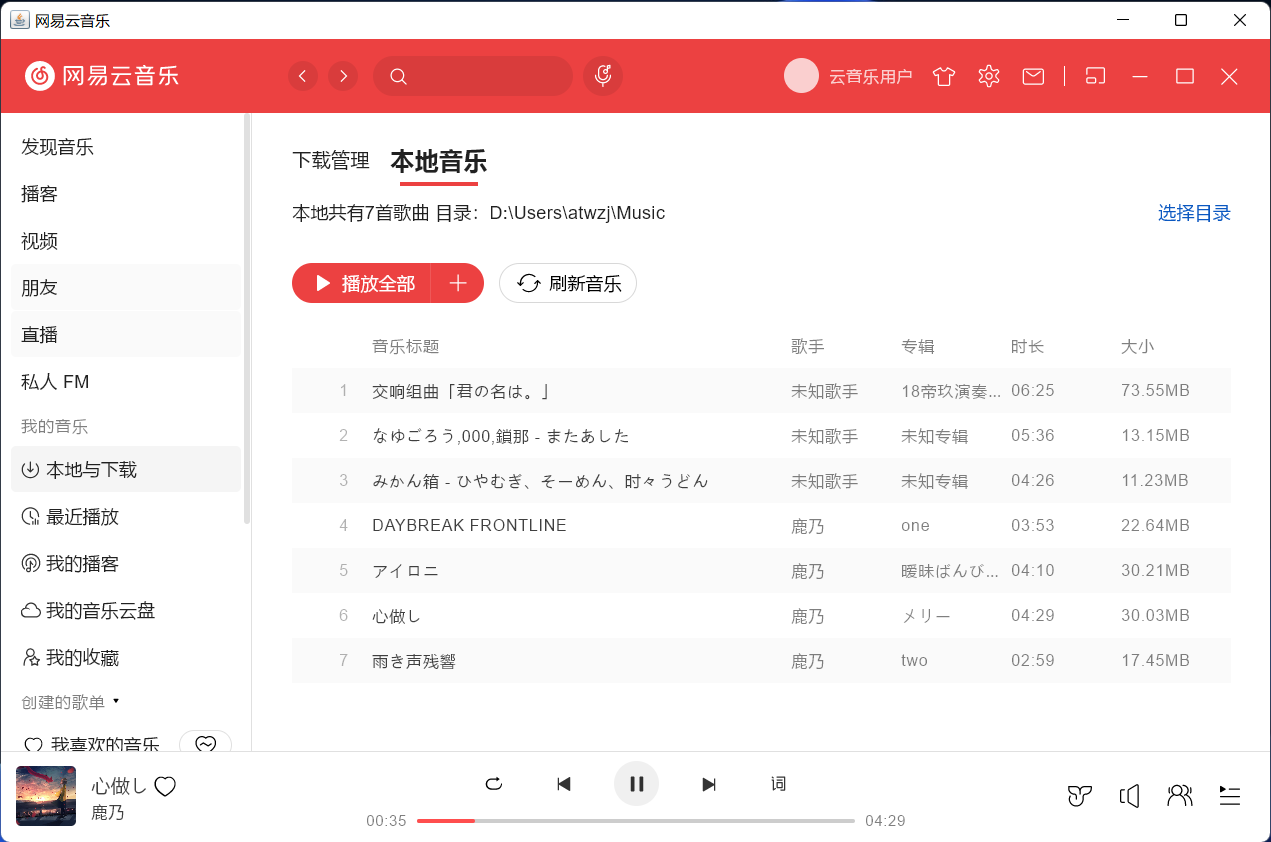 网易云音乐
网易云音乐
云音乐用户
发现音乐
播客
视频
朋友
直播
私人 FM
我的音乐
本地与下载
最近播放
我的播客
我的音乐云盘
我的收藏
创建的歌单
我喜欢的音乐
下载管理 本地音乐
本地共有7首歌曲 目录：D:\Users\atwzj\Music 选择目录
播放全部 刷新音乐
音乐标题 歌手 专辑 时长 大小
1 交响组曲「君の名は。」 未知歌手 18帝玖演奏... 06:25 73.55MB
2 なゆごろう,000,鎖那 - またあした 未知歌手 未知专辑 05:36 13.15MB
3 みかん箱 - ひやむぎ、そーめん、时々うどん 未知歌手 未知专辑 04:26 11.23MB
4 DAYBREAK FRONTLINE 鹿乃 one 03:53 22.64MB
5 アイロニ 鹿乃 曖昧ばんび... 04:10 30.21MB
6 心做し 鹿乃 メリー 04:29 30.03MB
7 雨き声残響 鹿乃 two 02:59 17.45MB
心做し
鹿乃
词
00:35 04:29